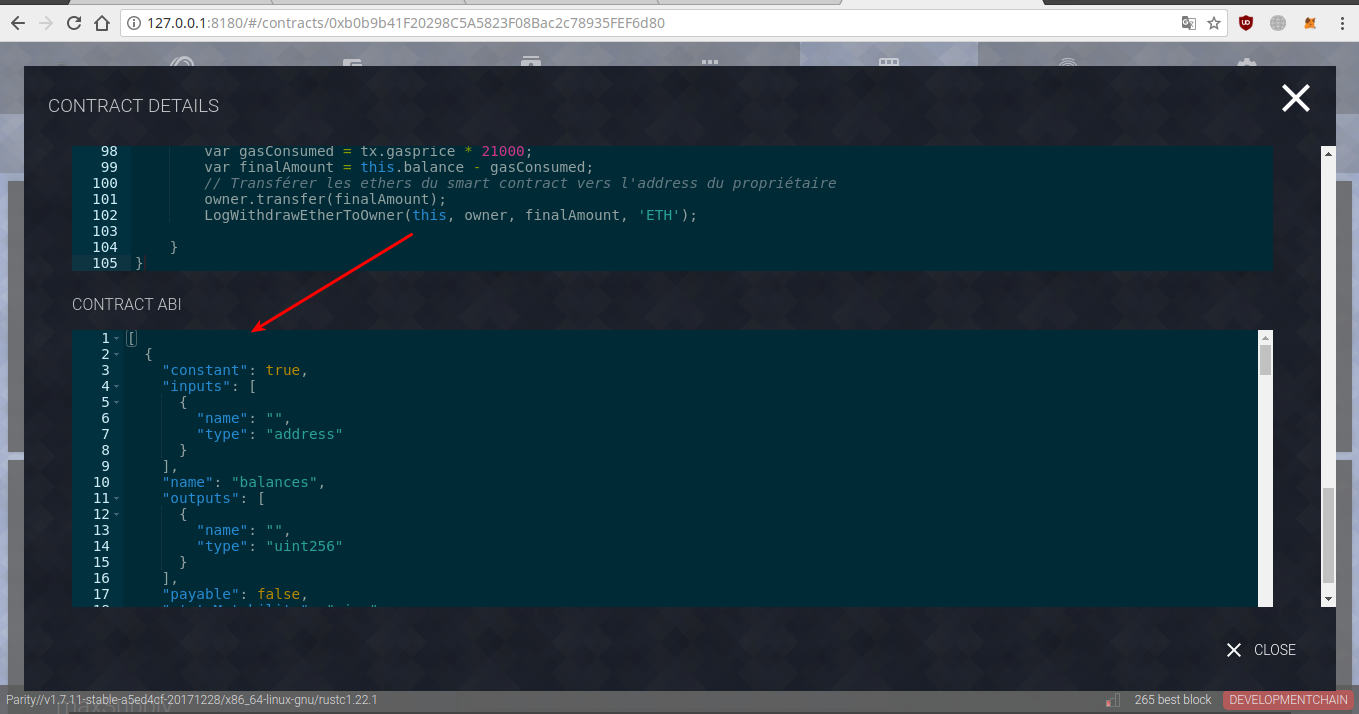 127.0.0.1:8180/#/contracts/0xb0b9b41F20298C5A5823F08Bac2c78935FEF6d80
CONTRACT DETAILS
98 var gasConsumed = tx.gasprice * 21000;
99 var finalAmount = this.balance - gasConsumed;
100 // Transférer les ethers du smart contract vers l'address du propriétaire
101 owner.transfer(finalAmount);
102 LogWithdrawEtherToOwner(this, owner, finalAmount, 'ETH');
103
104 }
105 }
CONTRACT ABI
1 [
2 {
3 "constant": true,
4 "inputs": [
5 {
6 "name": "",
7 "type": "address"
8 }
9 ],
10 "name": "balances",
11 "outputs": [
12 {
13 "name": "",
14 "type": "uint256"
15 }
16 ],
17 "payable": false,
CLOSE
Parity//v1.7.11-stable-a5ed4cf-20171228/x86_64-linux-gnu/rustc1.22.1
265 best block
DEVELOPMENTCHAIN